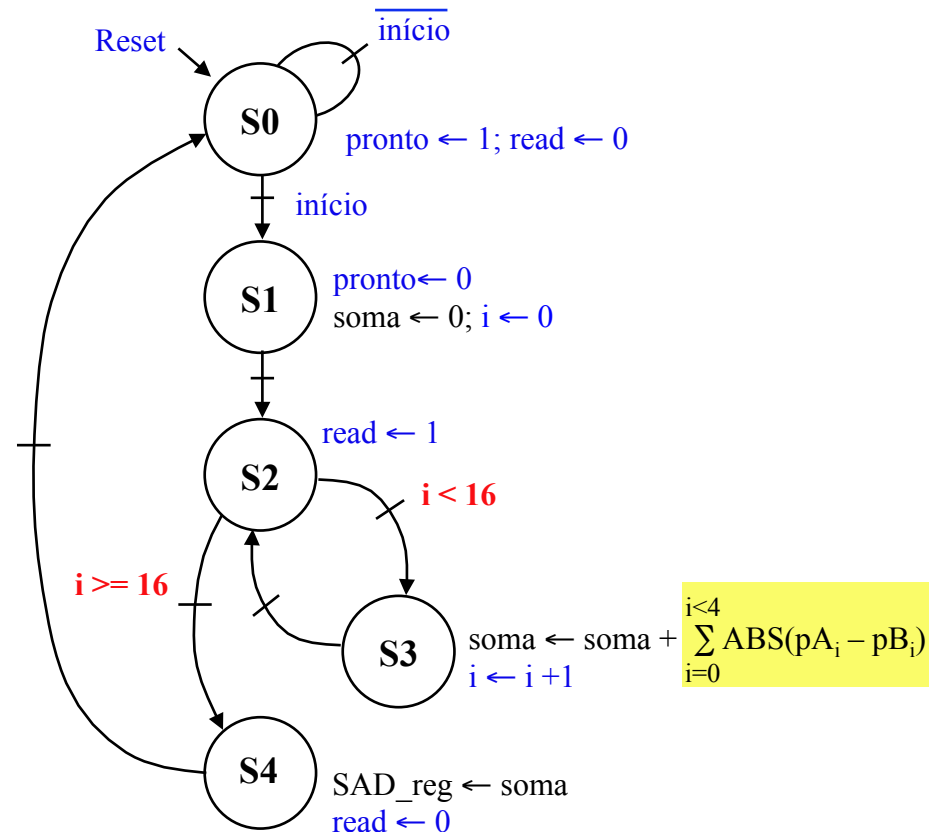 início
Reset
S0
pronto ← 1; read ← 0
início
S1
pronto← 0
soma ← 0; i ← 0
read ← 1
S2
i < 16
i >= 16
i<4
S3
soma ← soma + ∑ ABS(pAᵢ – pBᵢ)
i=0
i ← i +1
S4
SAD_reg ← soma
read ← 0